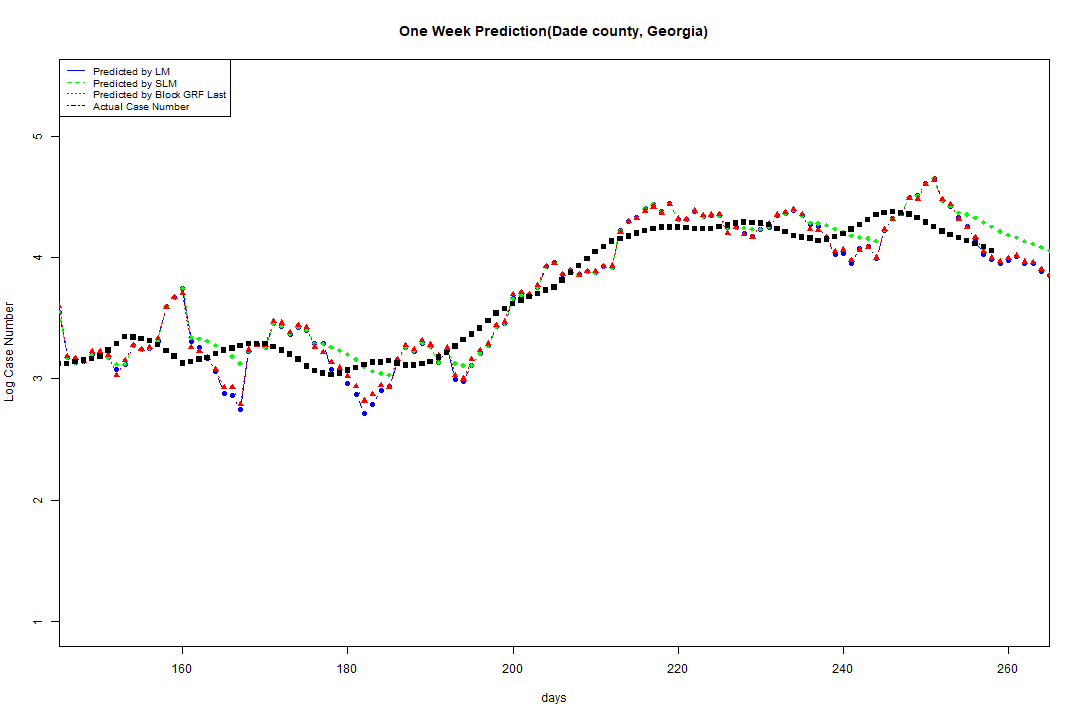 One Week Prediction(Dade county, Georgia)
Predicted by LM
Predicted by SLM
Predicted by Block GRF Last
Actual Case Number
5
4
3
2
1
Log Case Number
160 180 200 220 240 260
days